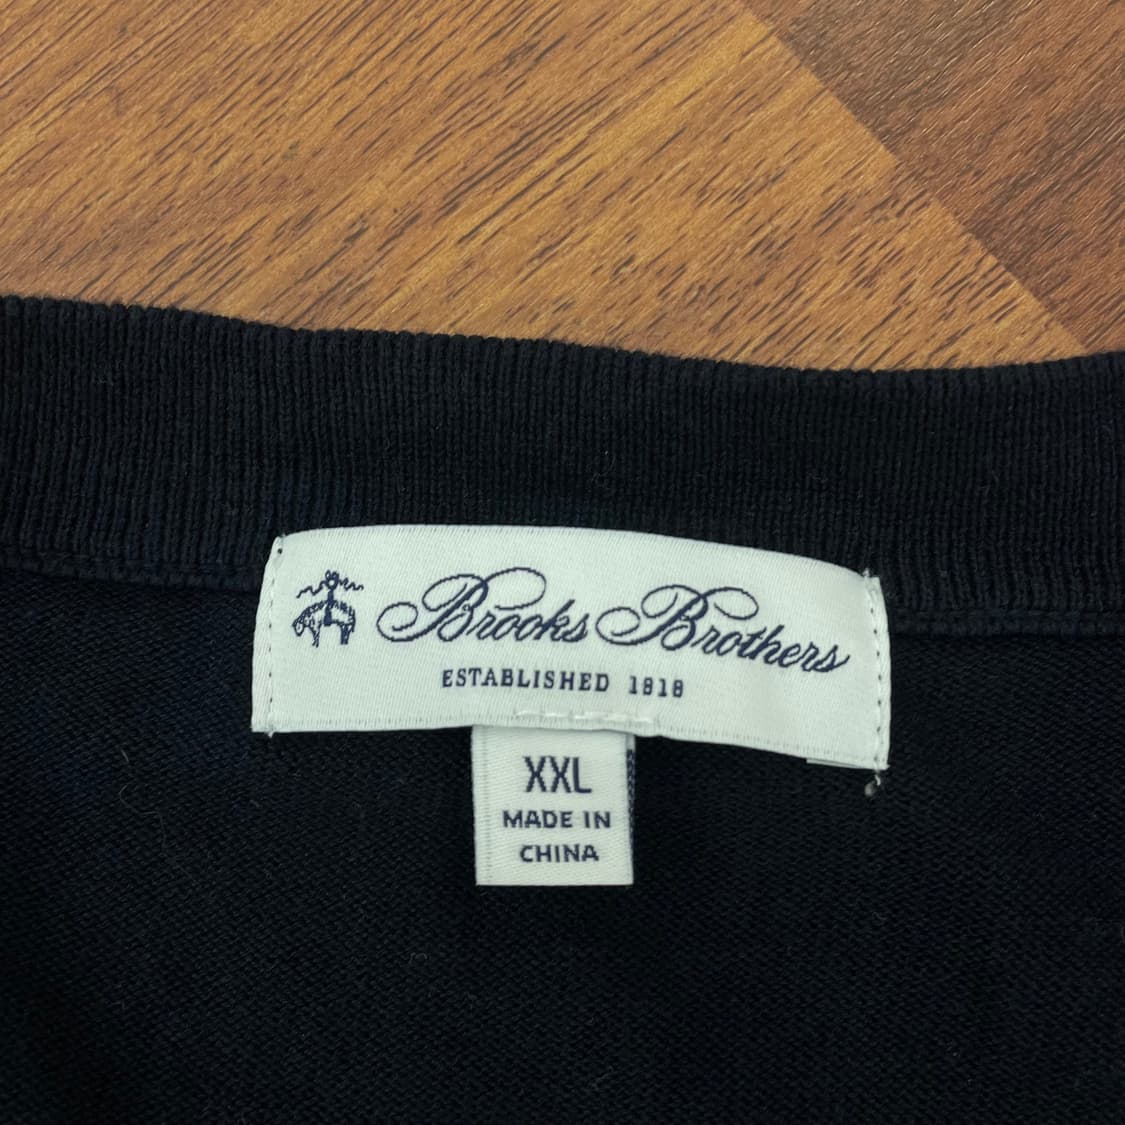 Brooks Brothers
ESTABLISHED 1818
XXL
MADE IN
CHINA